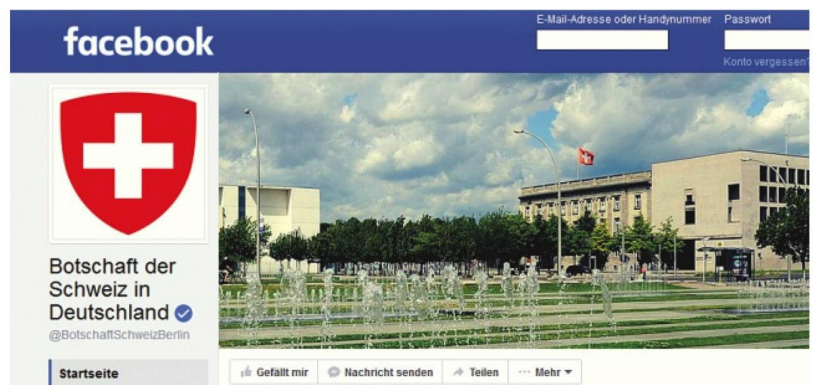 facebook
E-Mail-Adresse oder Handynummer
Passwort
Konto vergessen?
Botschaft der
Schweiz in
Deutschland
@BotschaftSchweizBerlin
Startseite
Gefällt mir
Nachricht senden
Teilen
Mehr